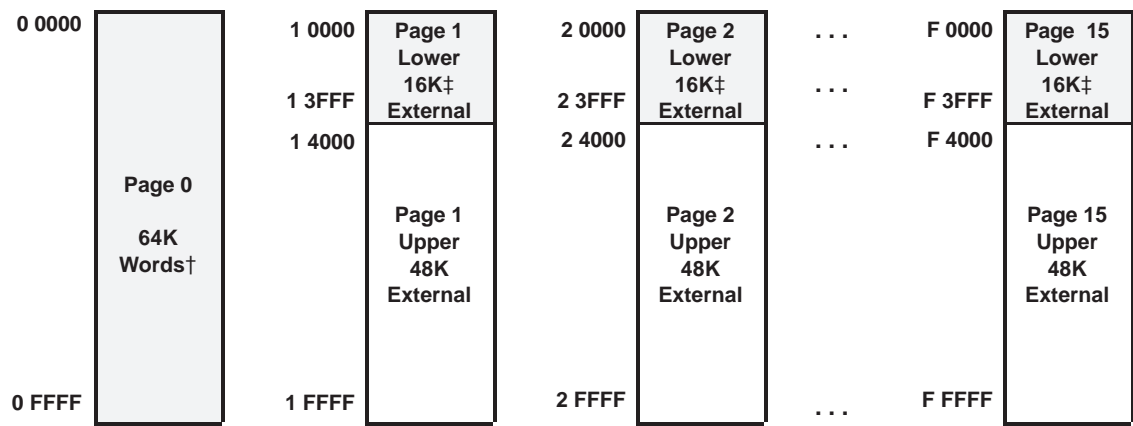 0 0000
Page 0
64K
Words†
0 FFFF
1 0000
1 3FFF
1 4000
1 FFFF
Page 1
Lower
16K‡
External
Page 1
Upper
48K
External
2 0000
2 3FFF
2 4000
2 FFFF
Page 2
Lower
16K‡
External
Page 2
Upper
48K
External
. . .
. . .
. . .
. . .
F 0000
F 3FFF
F 4000
F FFFF
Page 15
Lower
16K‡
External
Page 15
Upper
48K
External